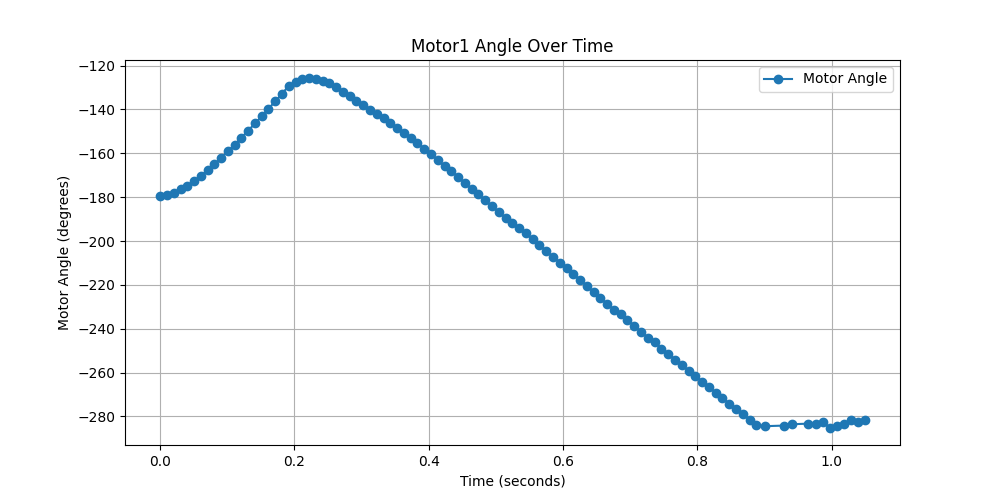 Motor1 Angle Over Time
Motor Angle
Motor Angle (degrees)
−120
−140
−160
−180
−200
−220
−240
−260
−280
0.0 0.2 0.4 0.6 0.8 1.0
Time (seconds)